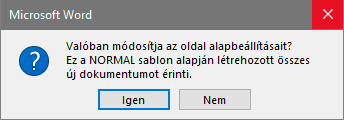 Microsoft Word
Valóban módosítja az oldal alapbeállításait?
Ez a NORMAL sablon alapján létrehozott összes
új dokumentumot érinti.
Igen
Nem